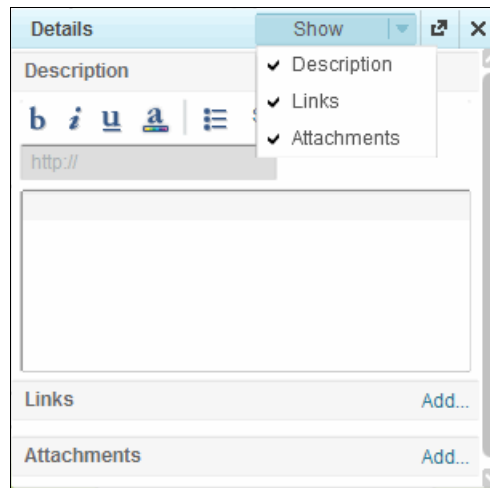 Details Show
Description
Description
Links
Attachments
b i u a
http://
Links Add...
Attachments Add...